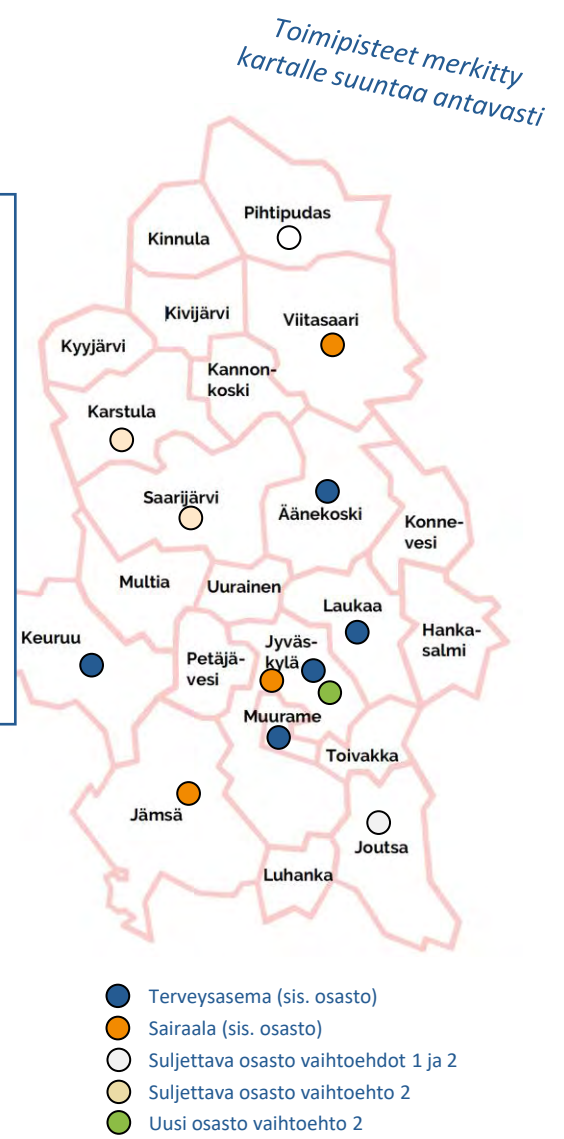 Toimipisteet merkitty
kartalle suuntaa antavasti
Pihtipudas
Kinnula
Kivijärvi
Viitasaari
Kyyjärvi
Kannon-
koski
Karstula
Saarijärvi
Äänekoski
Konne-
vesi
Multia
Uurainen
Laukaa
Keuruu
Petäjä-
vesi
Jyväs-
kylä
Hanka-
salmi
Muurame
Toivakka
Jämsä
Joutsa
Luhanka
Terveysasema (sis. osasto)
Sairaala (sis. osasto)
Suljettava osasto vaihtoehdot 1 ja 2
Suljettava osasto vaihtoehto 2
Uusi osasto vaihtoehto 2